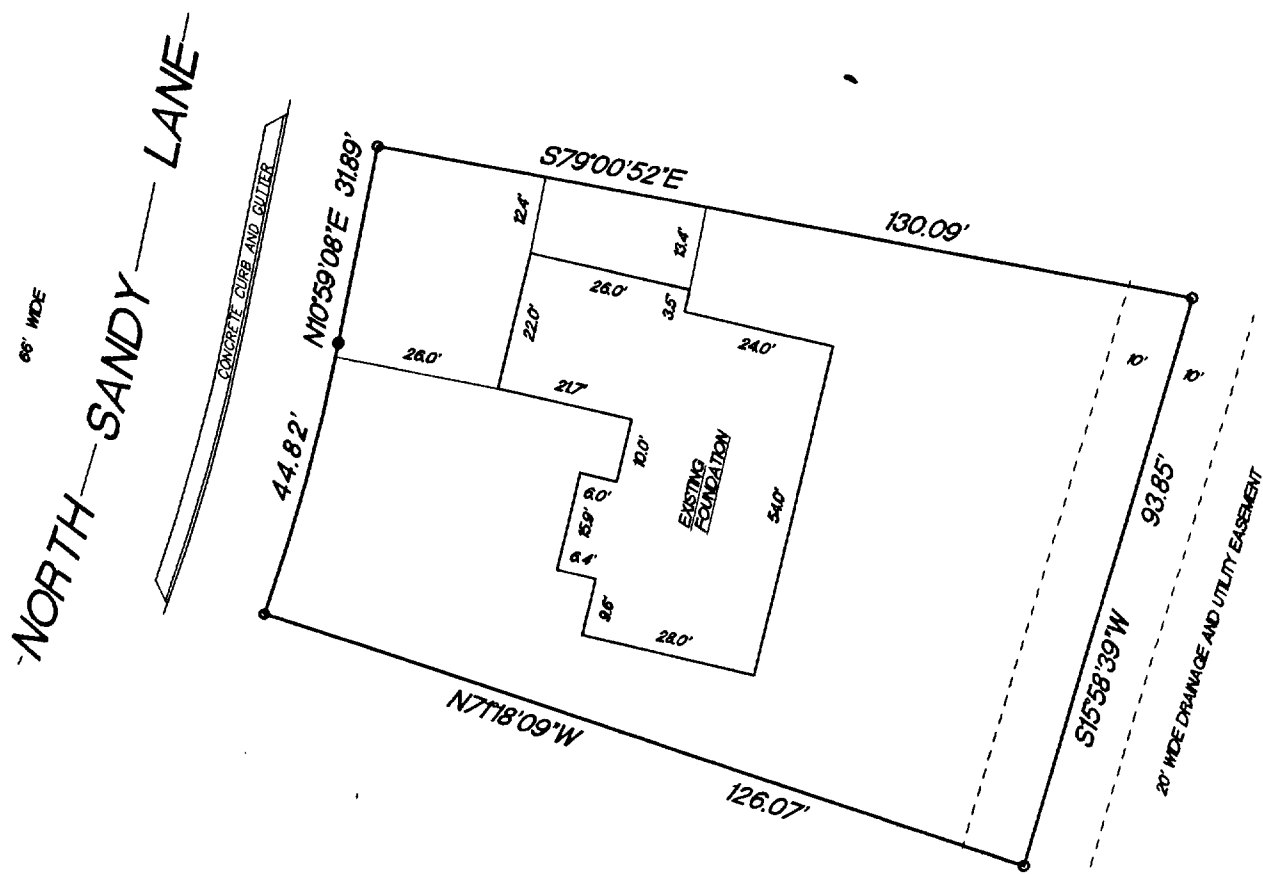 NORTH SANDY LANE
66' WIDE
CONCRETE CURB AND GUTTER
N10°59'08"E 31.89'
44.82'
S79°00'52"E
130.09'
12.4'
13.4'
26.0'
3.5'
22.0'
24.0'
26.0'
21.7'
10.0'
6.0'
15.9'
6.4'
9.6'
28.0'
54.0'
EXISTING
FOUNDATION
10'
10'
93.85'
S15°58'39"W
20' WIDE DRAINAGE AND UTILITY EASEMENT
N71°18'09"W
126.07'